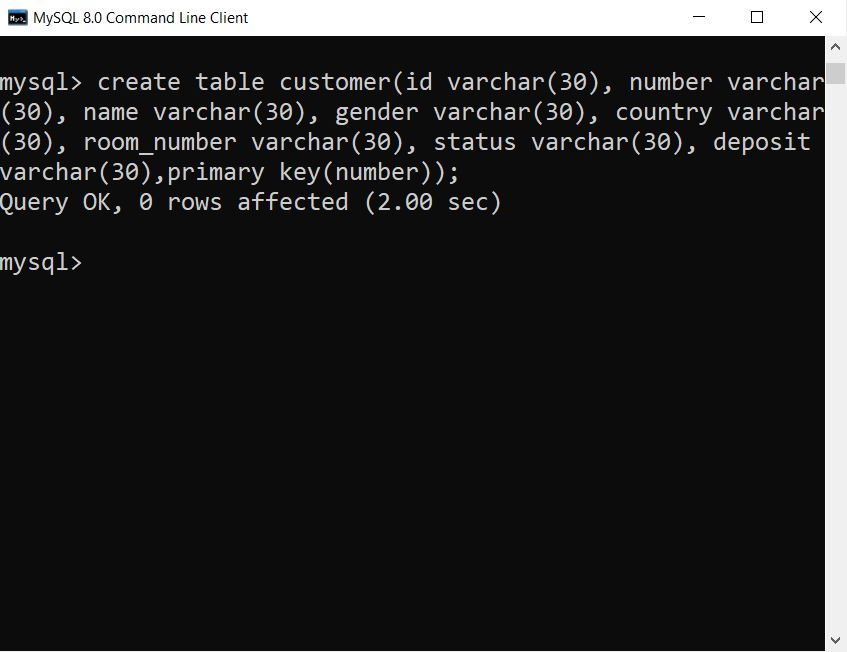 MySQL 8.0 Command Line Client
mysql> create table customer(id varchar(30), number varchar
(30), name varchar(30), gender varchar(30), country varchar
(30), room_number varchar(30), status varchar(30), deposit
varchar(30),primary key(number));
Query OK, 0 rows affected (2.00 sec)
mysql>